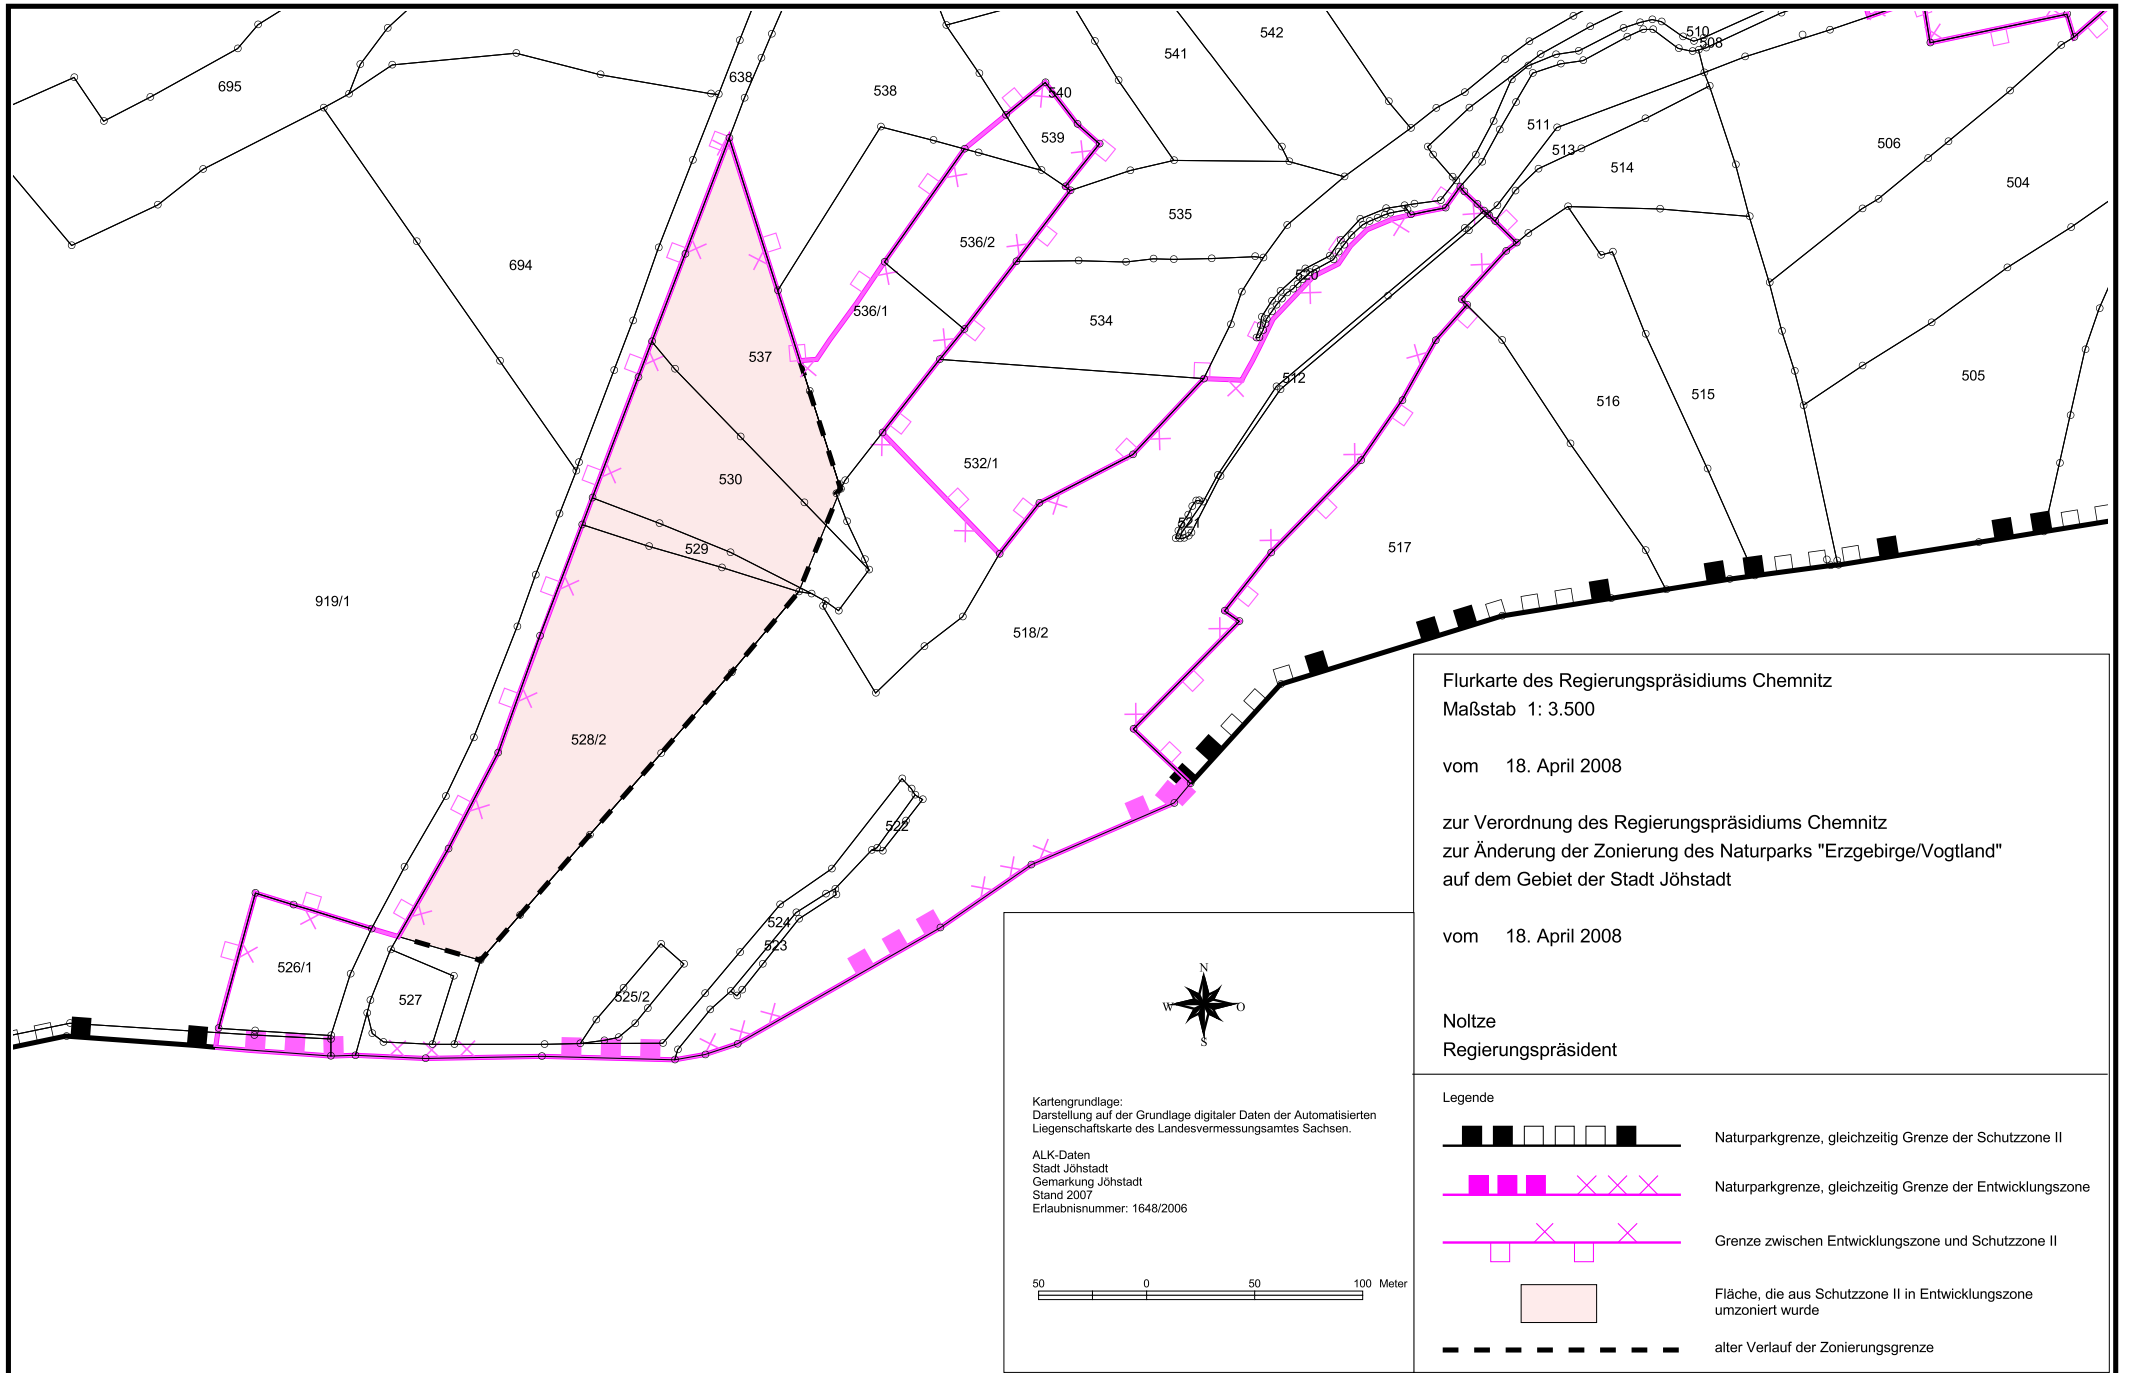 542
510
541
508
638
695
538
540
511
539
506
513
514
504
535
536/2
694
520
536/1
534
537
512
505
515
516
532/1
530
521
529
517
919/1
518/2
528/2
522
524
523
526/1
525/2
527
Flurkarte des Regierungspräsidiums Chemnitz
Maßstab 1: 3.500
vom 18. April 2008
zur Verordnung des Regierungspräsidiums Chemnitz
zur Änderung der Zonierung des Naturparks "Erzgebirge/Vogtland"
auf dem Gebiet der Stadt Jöhstadt
vom 18. April 2008
Noltze
Regierungspräsident
N
W O
S
Kartengrundlage:
Darstellung auf der Grundlage digitaler Daten der Automatisierten
Liegenschaftskarte des Landesvermessungsamtes Sachsen.
ALK-Daten
Stadt Jöhstadt
Gemarkung Jöhstadt
Stand 2007
Erlaubnisnummer: 1648/2006
50 0 50 100 Meter
Legende
Naturparkgrenze, gleichzeitig Grenze der Schutzzone II
Naturparkgrenze, gleichzeitig Grenze der Entwicklungszone
Grenze zwischen Entwicklungszone und Schutzzone II
Fläche, die aus Schutzzone II in Entwicklungszone
umzoniert wurde
alter Verlauf der Zonierungsgrenze